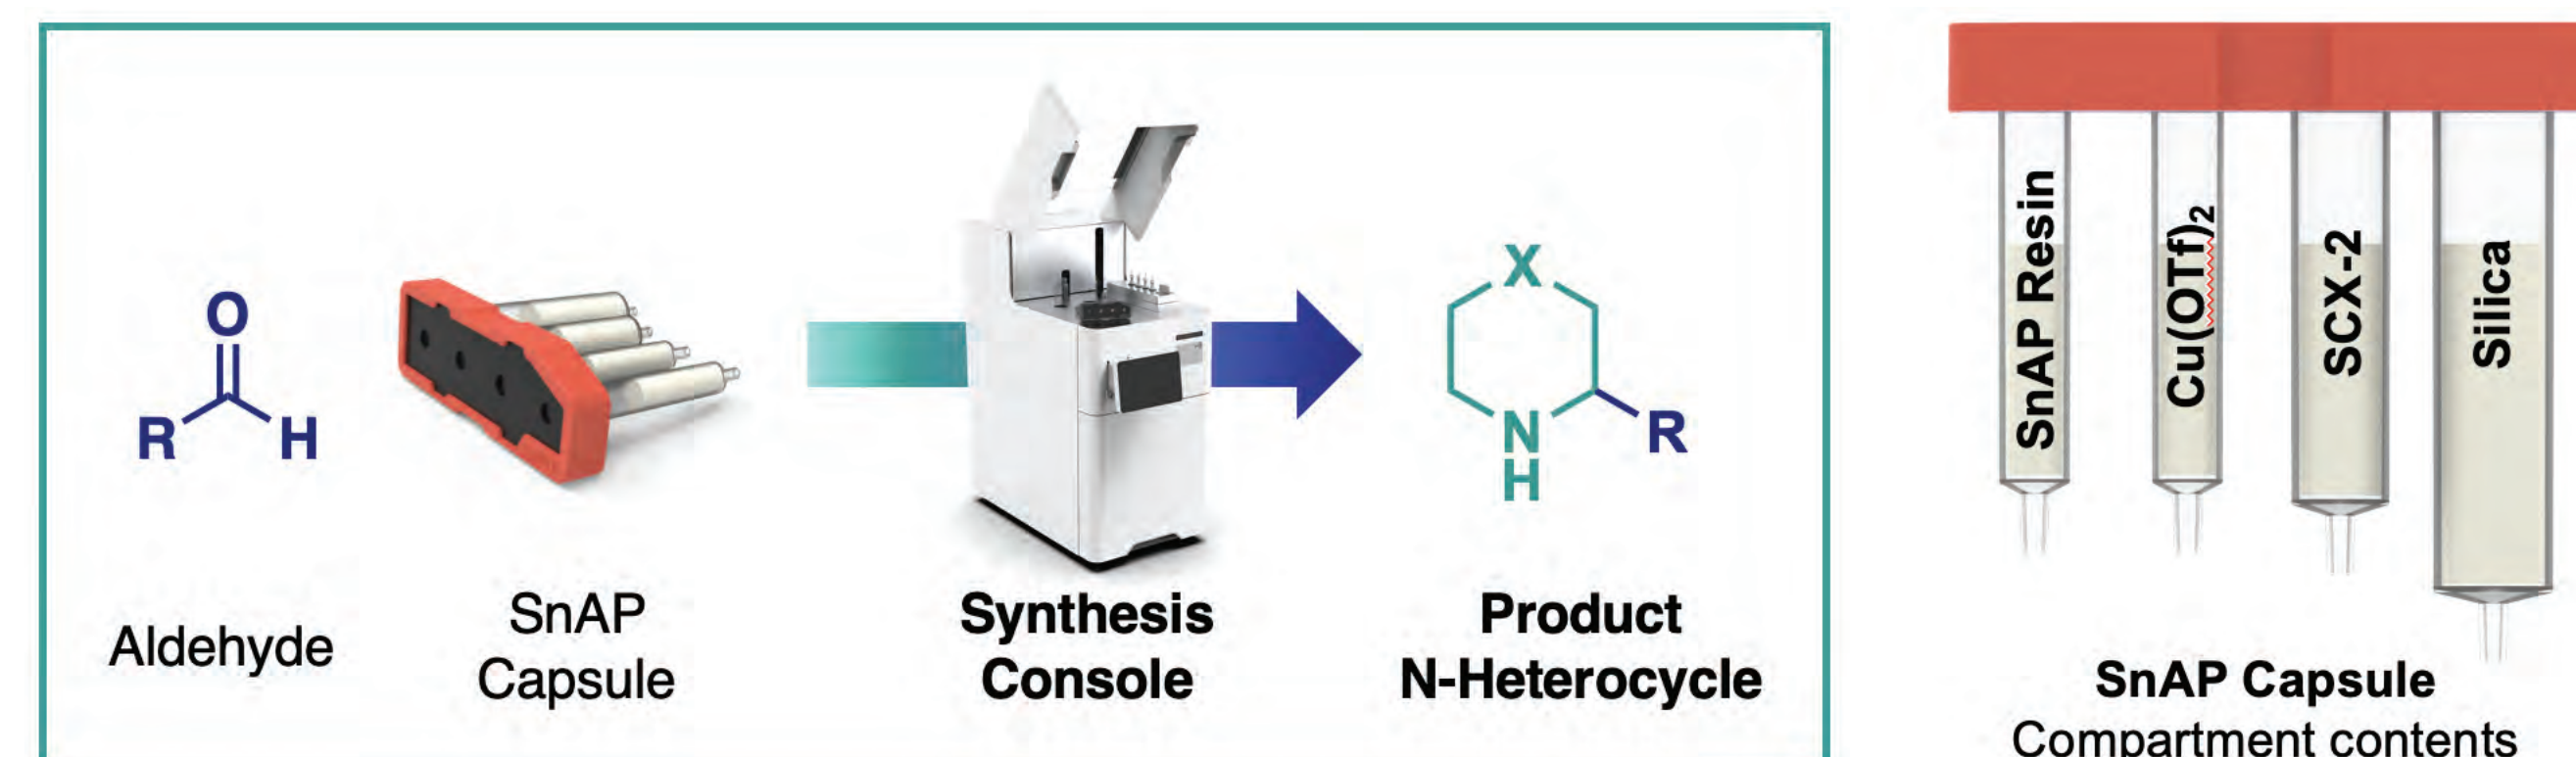 O
R
H
Aldehyde
SnAP
Capsule
Synthesis
Console
X
N
H
R
Product
N-Heterocycle
SnAP Resin
Cu(OTf)₂
SCX-2
Silica
SnAP Capsule
Compartment contents